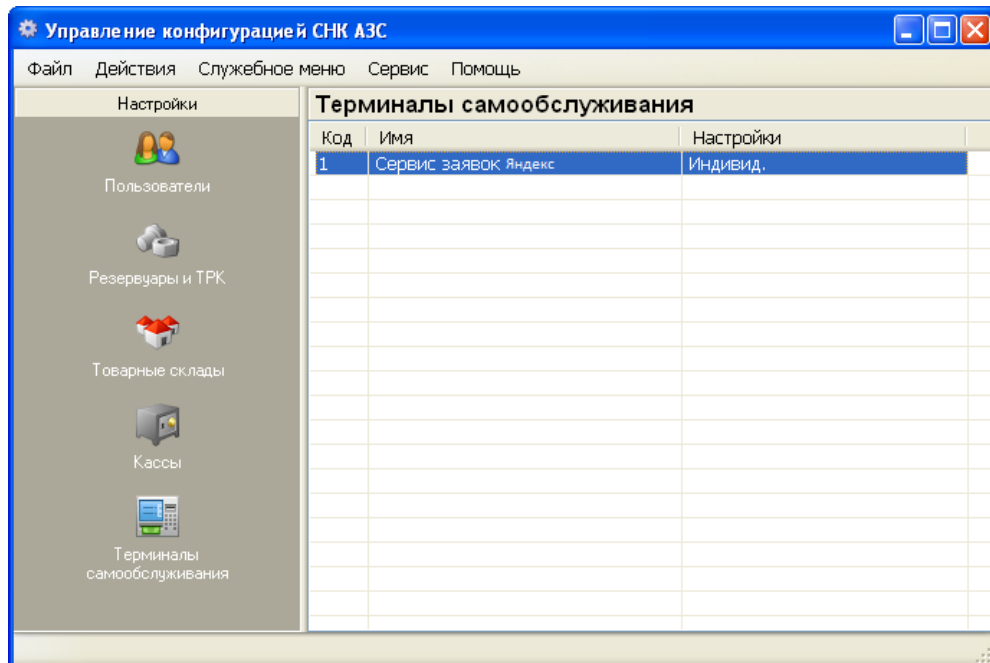 Управление конфигурацией СНК АЗС
Файл Действия Служебное меню Сервис Помощь
Настройки
Пользователи
Резервуары и ТРК
Товарные склады
Кассы
Терминалы
самообслуживания
Терминалы самообслуживания
Код Имя Настройки
1 Сервис заявок Яндекс Индивид.